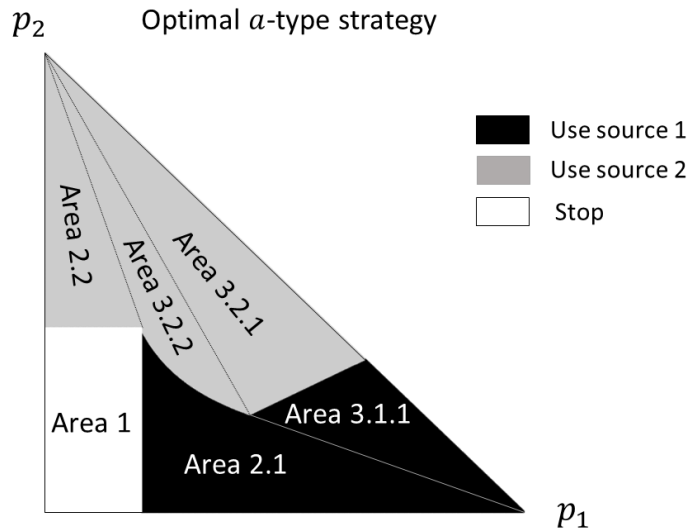 p₂
Optimal a-type strategy
Use source 1
Use source 2
Stop
Area 2.2
Area 3.2.2
Area 3.2.1
Area 1
Area 3.1.1
Area 2.1
p₁